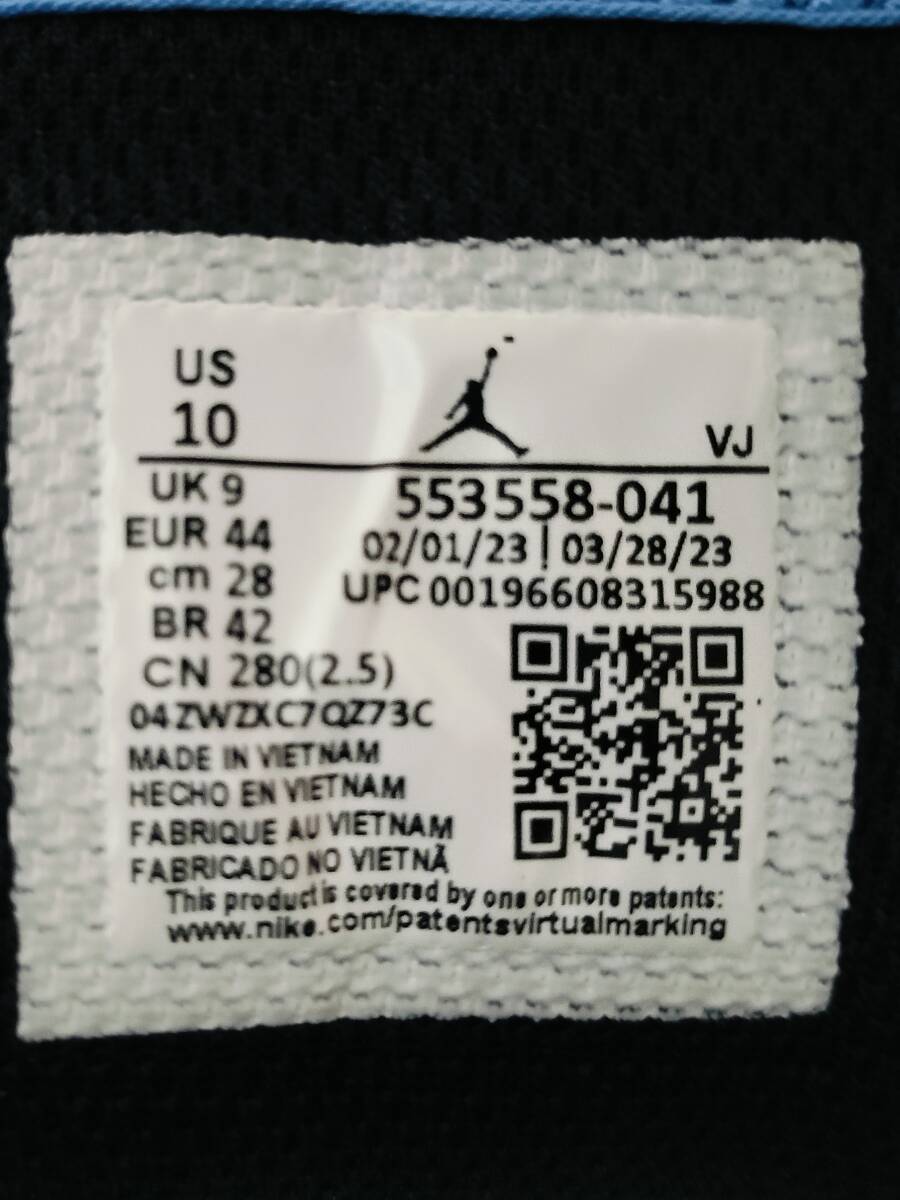 US
10
VJ
UK 9
EUR 44
cm 28
BR 42
CN 280(2.5)
553558-041
02/01/23 | 03/28/23
UPC 00196608315988
04ZWZXC7QZ73C
MADE IN VIETNAM
HECHO EN VIETNAM
FABRIQUE AU VIETNAM
FABRICADO NO VIETNÃ
This product is covered by one or more patents:
www.nike.com/patentsvirtualmarking